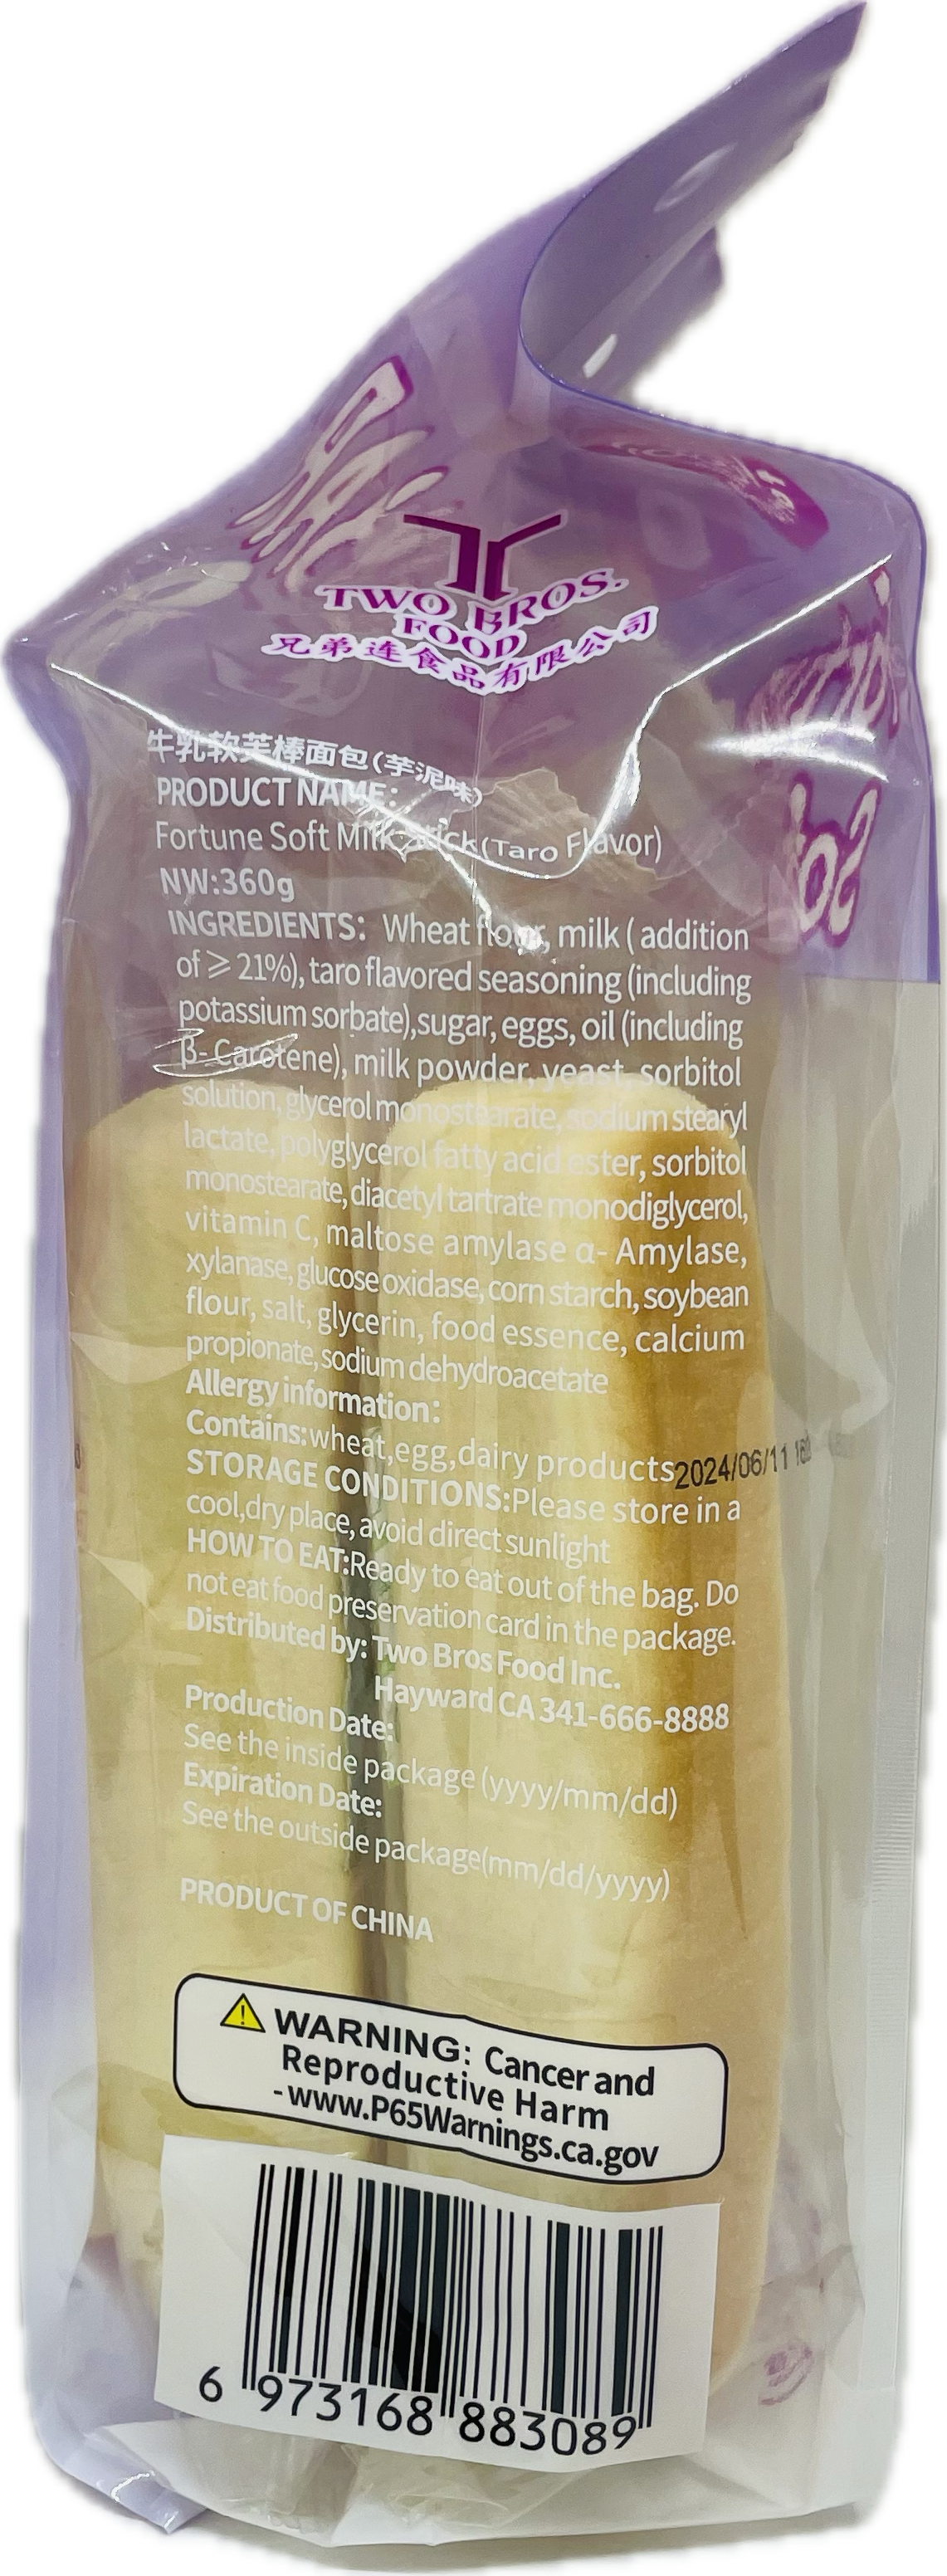 TWO BROS.
FOOD
兄弟连食品有限公司
牛乳软芙棒面包(芋泥味)
PRODUCT NAME:
Fortune Soft Milk Stick(Taro Flavor)
NW:360g
INGREDIENTS: Wheat flour, milk ( addition
of ⩾ 21%), taro flavored seasoning (including
potassium sorbate),sugar, eggs, oil (including
β- Carotene), milk powder, yeast, sorbitol
solution, glycerol monostearate, sodium stearyl
lactate, polyglycerol fatty acid ester, sorbitol
monostearate, diacetyl tartrate monodiglycerol,
vitamin C, maltose amylase α- Amylase,
xylanase, glucose oxidase, corn starch, soybean
flour, salt, glycerin, food essence, calcium
propionate, sodium dehydroacetate
Allergy information:
Contains:wheat,egg,dairy products
2024/06/11
STORAGE CONDITIONS:Please store in a
cool,dry place, avoid direct sunlight
HOW TO EAT:Ready to eat out of the bag. Do
not eat food preservation card in the package.
Distributed by: Two Bros Food Inc.
Hayward CA 341-666-8888
Production Date:
See the inside package (yyyy/mm/dd)
Expiration Date:
See the outside package(mm/dd/yyyy)
PRODUCT OF CHINA
WARNING: Cancer and
Reproductive Harm
-www.P65Warnings.ca.gov
6 973168 883089